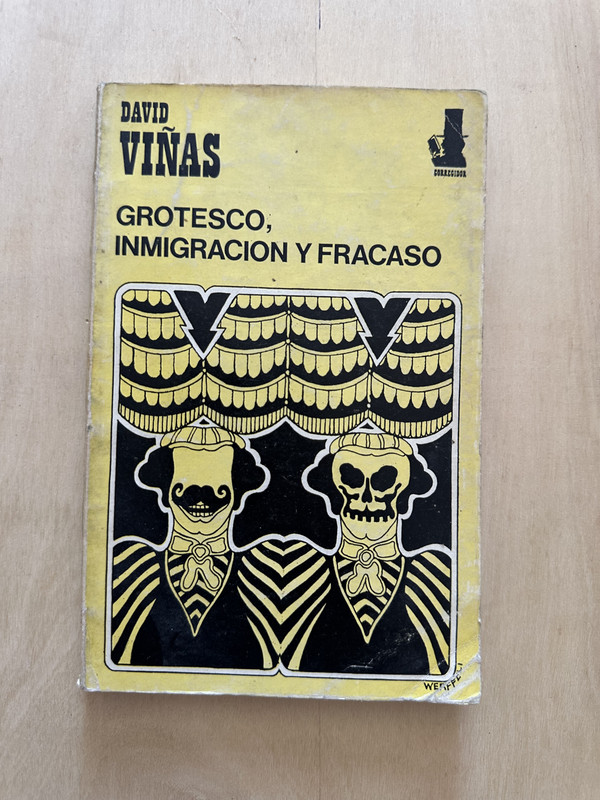 DAVID
VIÑAS
CORREGIDOR
GROTESCO,
INMIGRACION Y FRACASO